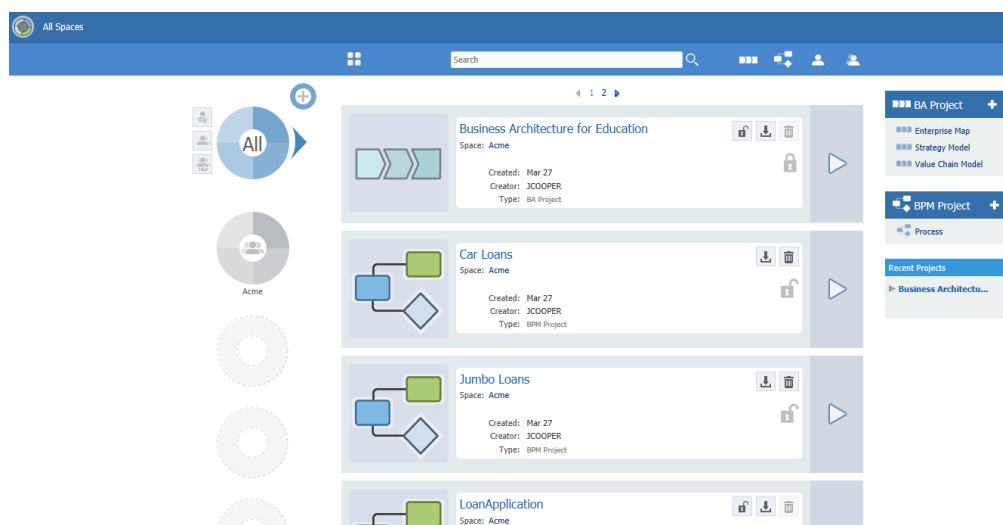 All Spaces
Search
1 2
All
Acme
Business Architecture for Education
Space: Acme
Created: Mar 27
Creator: JCOOPER
Type: BA Project
Car Loans
Space: Acme
Created: Mar 27
Creator: JCOOPER
Type: BPM Project
Jumbo Loans
Space: Acme
Created: Mar 27
Creator: JCOOPER
Type: BPM Project
LoanApplication
Space: Acme
BA Project +
Enterprise Map
Strategy Model
Value Chain Model
BPM Project +
Process
Recent Projects
Business Architectu...